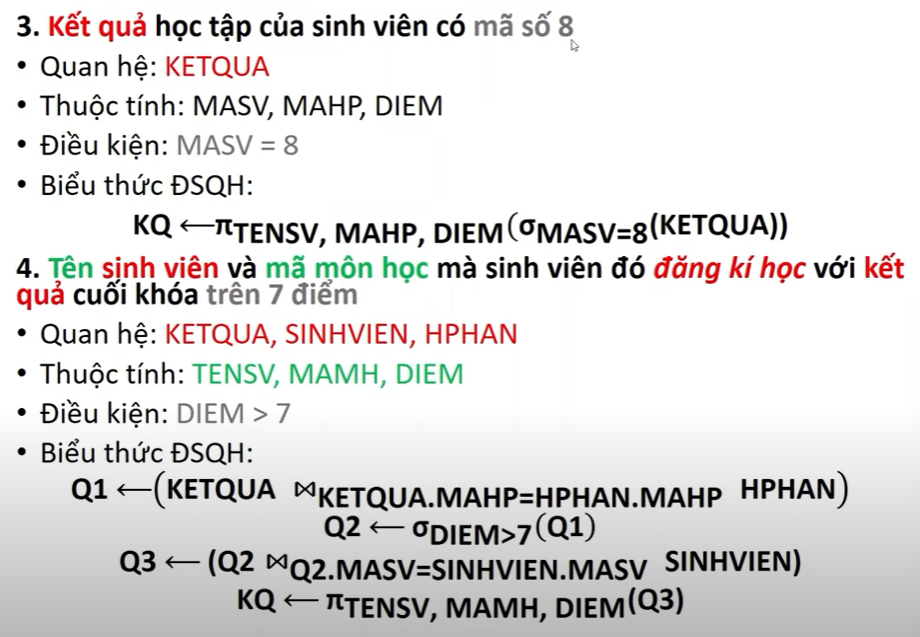 3. Kết quả học tập của sinh viên có mã số 8
• Quan hệ: KETQUA
• Thuộc tính: MASV, MAHP, DIEM
• Điều kiện: MASV = 8
• Biểu thức ĐSQH:
KQ ⟵π TENSV, MAHP, DIEM(σMASV=8(KETQUA))
4. Tên sinh viên và mã môn học mà sinh viên đó đăng kí học với kết
quả cuối khóa trên 7 điểm
• Quan hệ: KETQUA, SINHVIEN, HPHAN
• Thuộc tính: TENSV, MAMH, DIEM
• Điều kiện: DIEM > 7
• Biểu thức ĐSQH:
Q1 ⟵(KETQUA ⋈KETQUA.MAHP=HPHAN.MAHP HPHAN)
Q2 ⟵ σDIEM>7(Q1)
Q3 ⟵ (Q2 ⋈Q2.MASV=SINHVIEN.MASV SINHVIEN)
KQ ⟵ πTENSV, MAMH, DIEM(Q3)